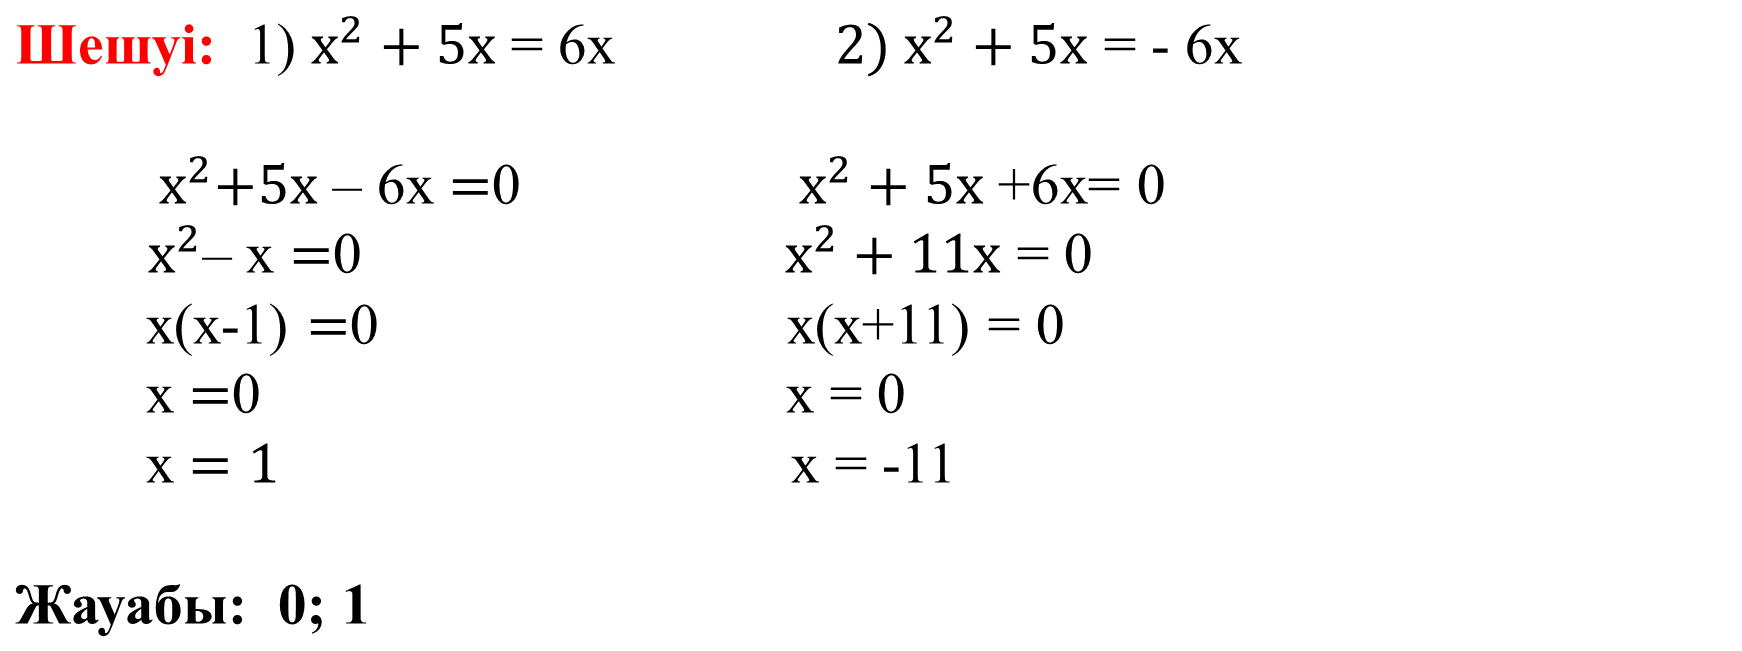 Шешуі: 1) x² + 5x = 6x 2) x² + 5x = - 6x
x²+5x – 6x =0 x² + 5x +6x= 0
x²– x =0 x² + 11x = 0
x(x-1) =0 x(x+11) = 0
x =0 x = 0
x = 1 x = -11
Жауабы: 0; 1